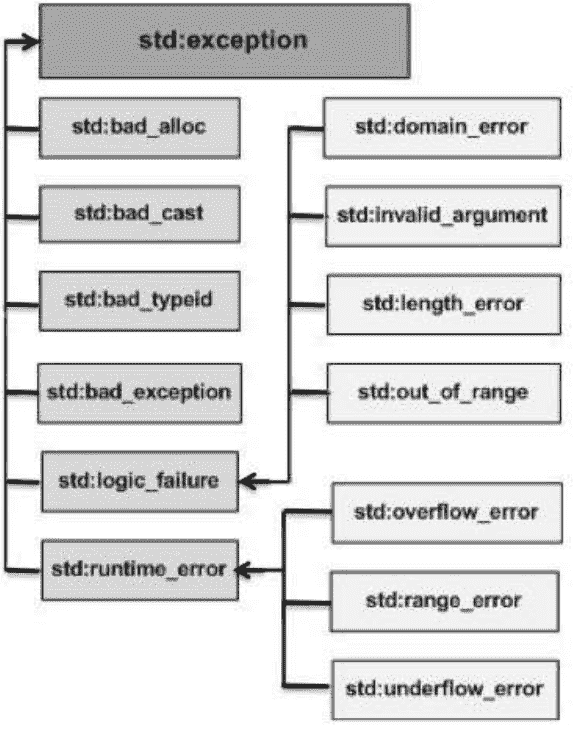 std:exception
std:bad_alloc
std:bad_cast
std:bad_typeid
std:bad_exception
std:logic_failure
std:runtime_error
std:domain_error
std:invalid_argument
std:length_error
std:out_of_range
std:overflow_error
std:range_error
std:underflow_error